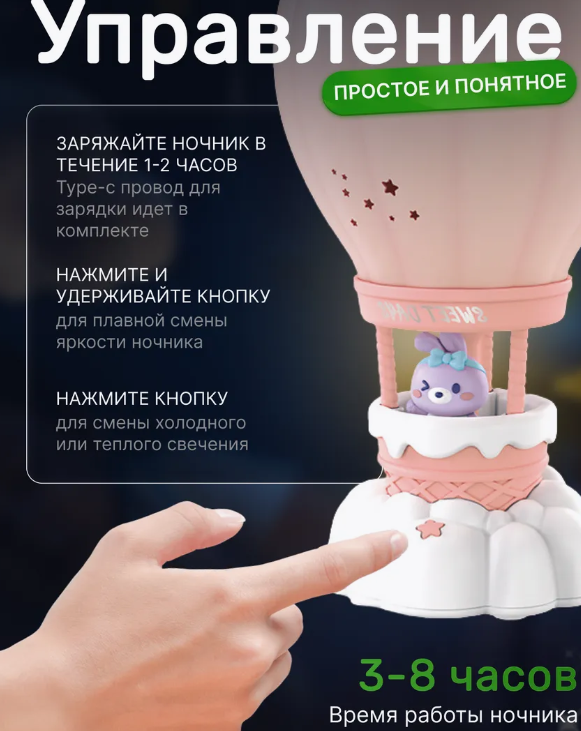 Управление
ПРОСТОЕ И ПОНЯТНОЕ
ЗАРЯЖАЙТЕ НОЧНИК В
ТЕЧЕНИЕ 1-2 ЧАСОВ
Type-c провод для
зарядки идет в
комплекте
НАЖМИТЕ И
УДЕРЖИВАЙТЕ КНОПКУ
для плавной смены
яркости ночника
НАЖМИТЕ КНОПКУ
для смены холодного
или теплого свечения
3-8 часов
Время работы ночника